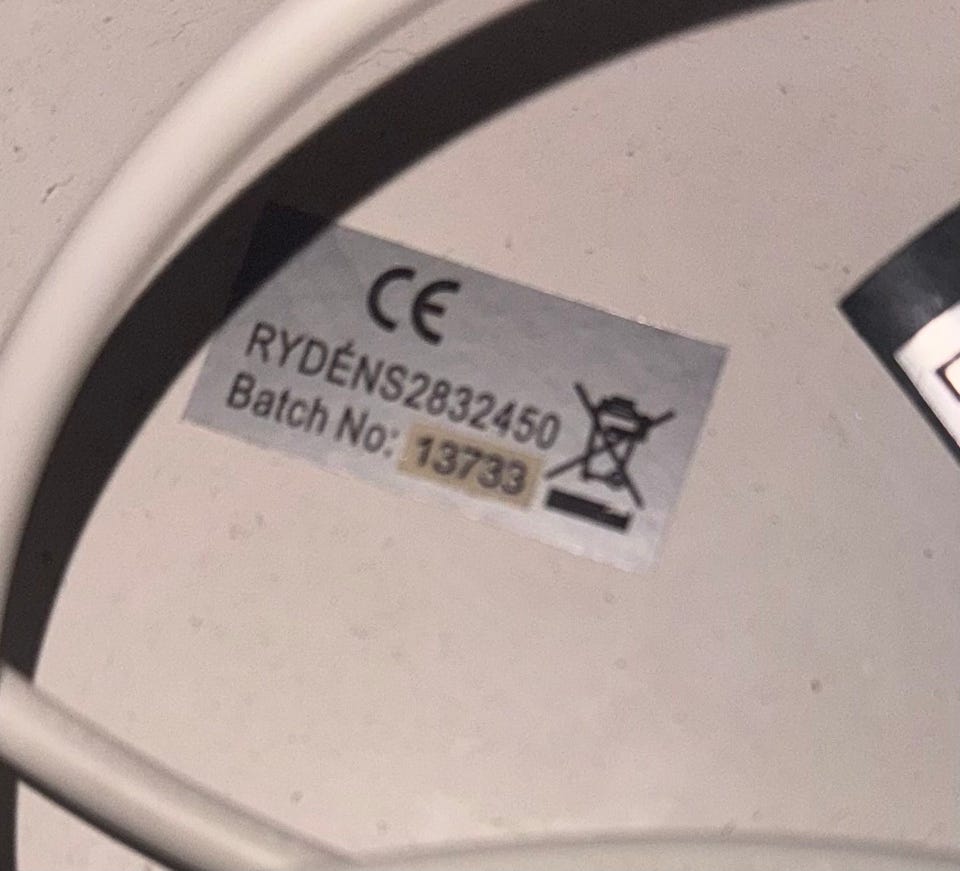 CE
RYDÉNS2832450
Batch No: 13733